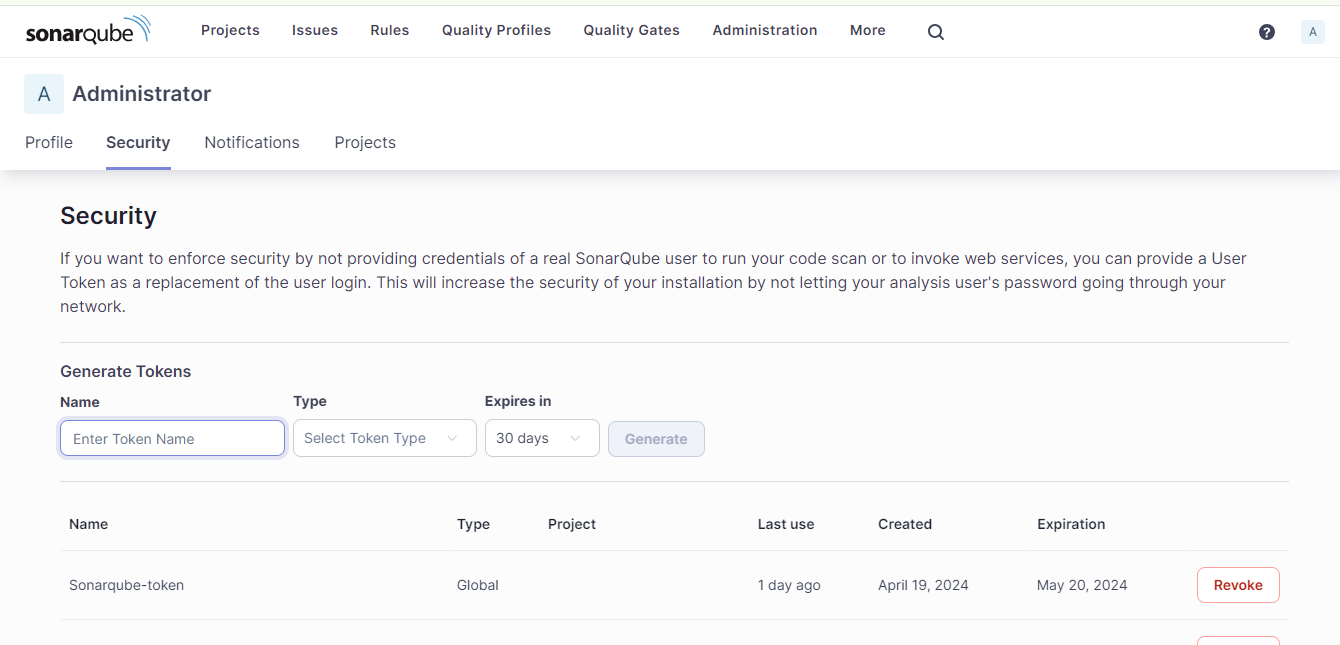 sonarqube Projects Issues Rules Quality Profiles Quality Gates Administration More ? A
A Administrator
Profile Security Notifications Projects
Security
If you want to enforce security by not providing credentials of a real SonarQube user to run your code scan or to invoke web services, you can provide a User
Token as a replacement of the user login. This will increase the security of your installation by not letting your analysis user's password going through your
network.
Generate Tokens
Name Type Expires in
Enter Token Name Select Token Type 30 days Generate
Name Type Project Last use Created Expiration
Sonarqube-token Global 1 day ago April 19, 2024 May 20, 2024 Revoke